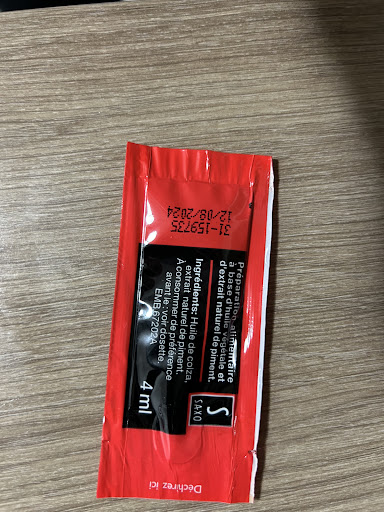 31-159735
12/08/2024
Préparation alimentaire
à base d'huile végétale et
d'extrait naturel de piment.
Ingrédients: Huile de colza,
extrait naturel de piment.
À consommer de préférence
avant le: voir dosette.
EMB 67209A
4 ml
S
SAXO
Déchirez ici